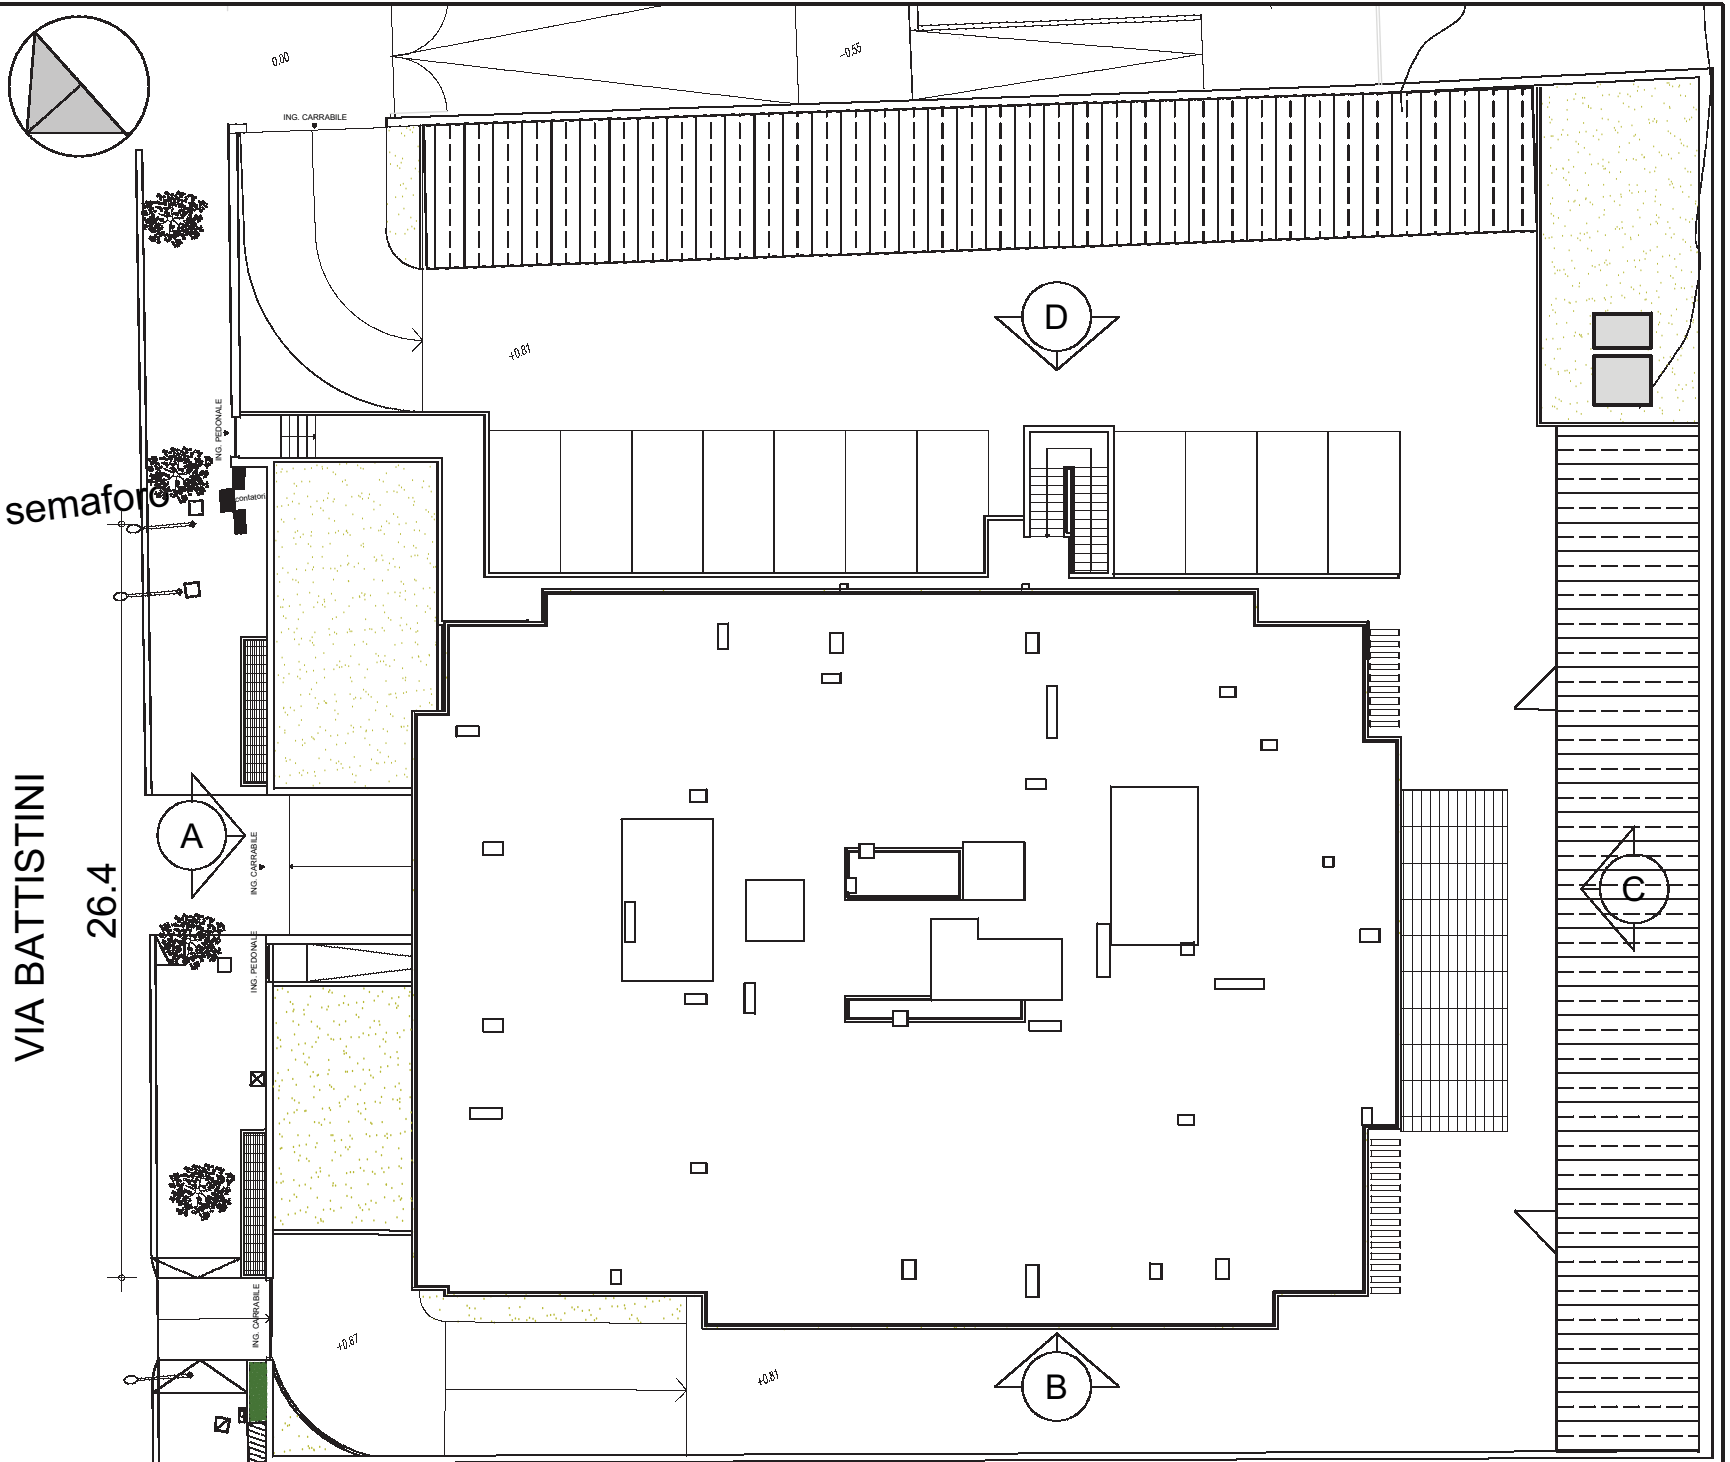 0.00
-0.55
ING. CARRABILE
D
+0.81
ING. PEDONALE
semaforo
contatori
A
ING. CARRABILE
VIA BATTISTINI
26.4
C
ING. PEDONALE
ING. CARRABILE
+0.67
+0.81
B